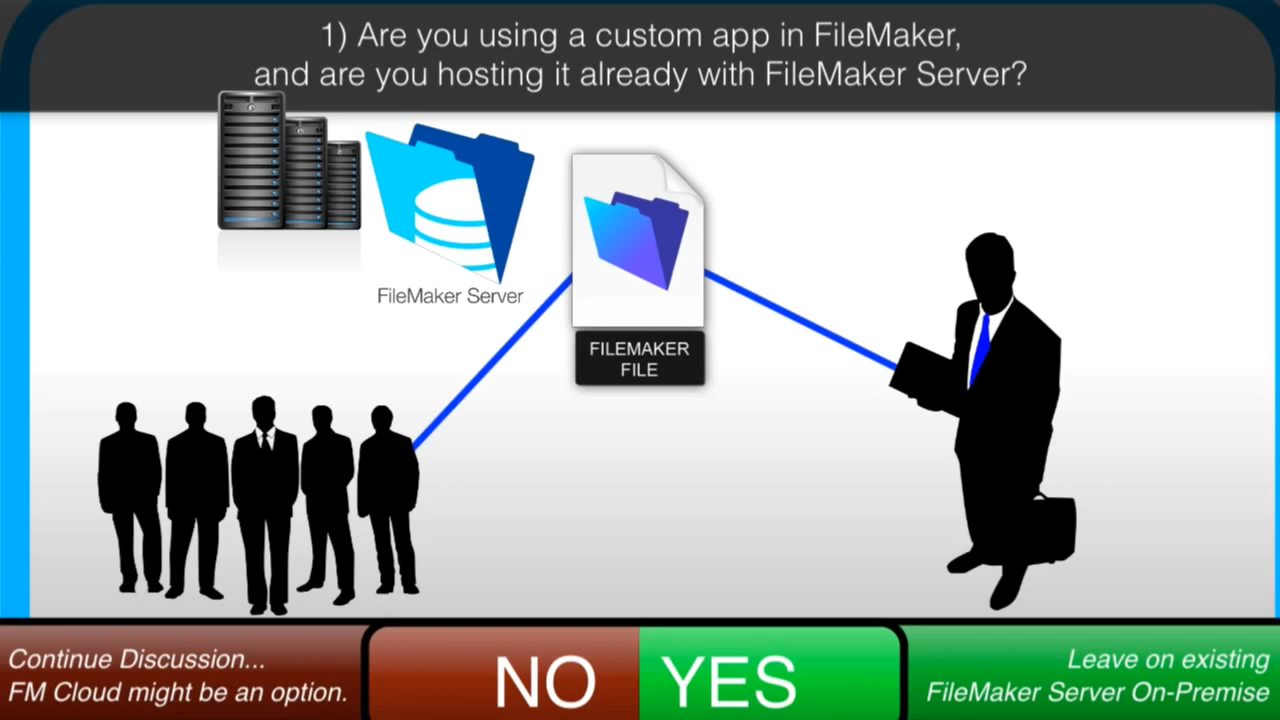 1) Are you using a custom app in FileMaker,
and are you hosting it already with FileMaker Server?
FileMaker Server
FILEMAKER
FILE
Continue Discussion...
FM Cloud might be an option.
NO
YES
Leave on existing
FileMaker Server On-Premise